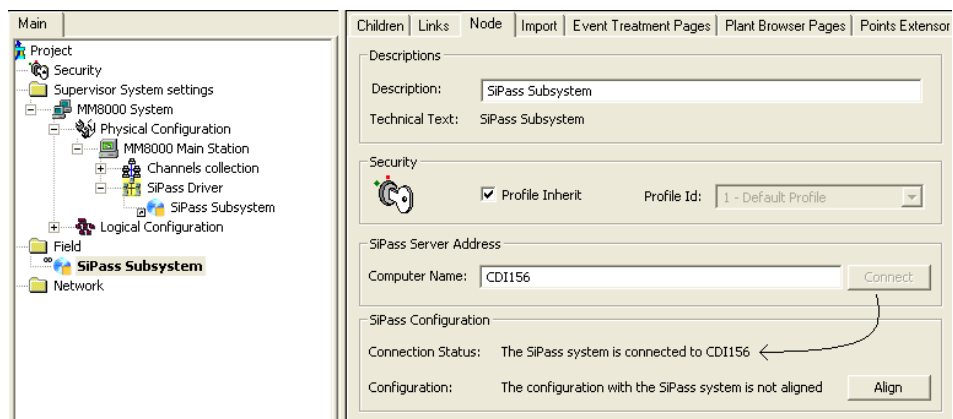 Main
Project
Security
Supervisor System settings
MM8000 System
Physical Configuration
MM8000 Main Station
Channels collection
SiPass Driver
SiPass Subsystem
Logical Configuration
Field
SiPass Subsystem
Network
Children Links Node Import Event Treatment Pages Plant Browser Pages Points Extensor
Descriptions
Description: SiPass Subsystem
Technical Text: SiPass Subsystem
Security
Profile Inherit Profile Id: 1 - Default Profile
SiPass Server Address
Computer Name: CDI156 Connect
SiPass Configuration
Connection Status: The SiPass system is connected to CDI156
Configuration: The configuration with the SiPass system is not aligned Align